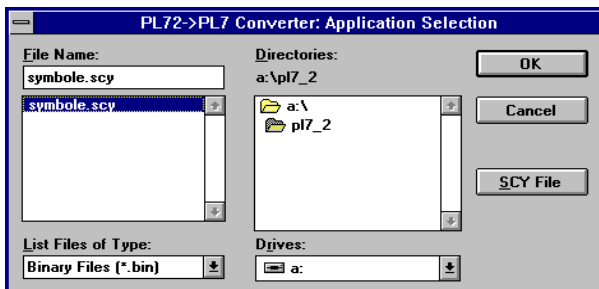 PL72->PL7 Converter: Application Selection
File Name:
symbole.scy
symbole.scy
List Files of Type:
Binary Files (*.bin)
Directories:
a:\pl7_2
a:\
pl7_2
Drives:
a:
OK
Cancel
SCY File